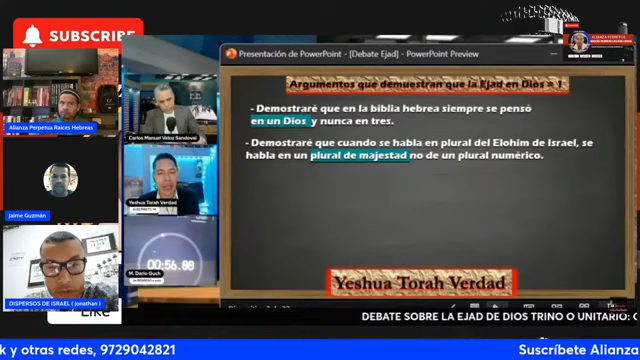 SUBSCRIBE
Alianza Perpetua Raices Hebreas
Jaime Guzmán
DISPERSOS DE ISRAEL ( Jonathan )
LIKE
Carlos Manuel Veloz Sandoval
Yeshua Torah Verdad
M. Dario Guch
00:56.88
Presentación de PowerPoint - [Debate Ejad] - PowerPoint Preview
Argumentos que demuestran que la Ejad en Dios = 1
- Demostraré que en la biblia hebrea siempre se pensó
en un Dios y nunca en tres.
- Demostraré que cuando se habla en plural del Elohim de Israel, se
habla en un plural de majestad no de un plural numérico.
Yeshua Torah Verdad
ALIANZA PERPETUA
DEBATE SOBRE LA EJAD DE DIOS TRINO O UNITARIO:
k y otras redes, 9729042821
Suscríbete Alianza